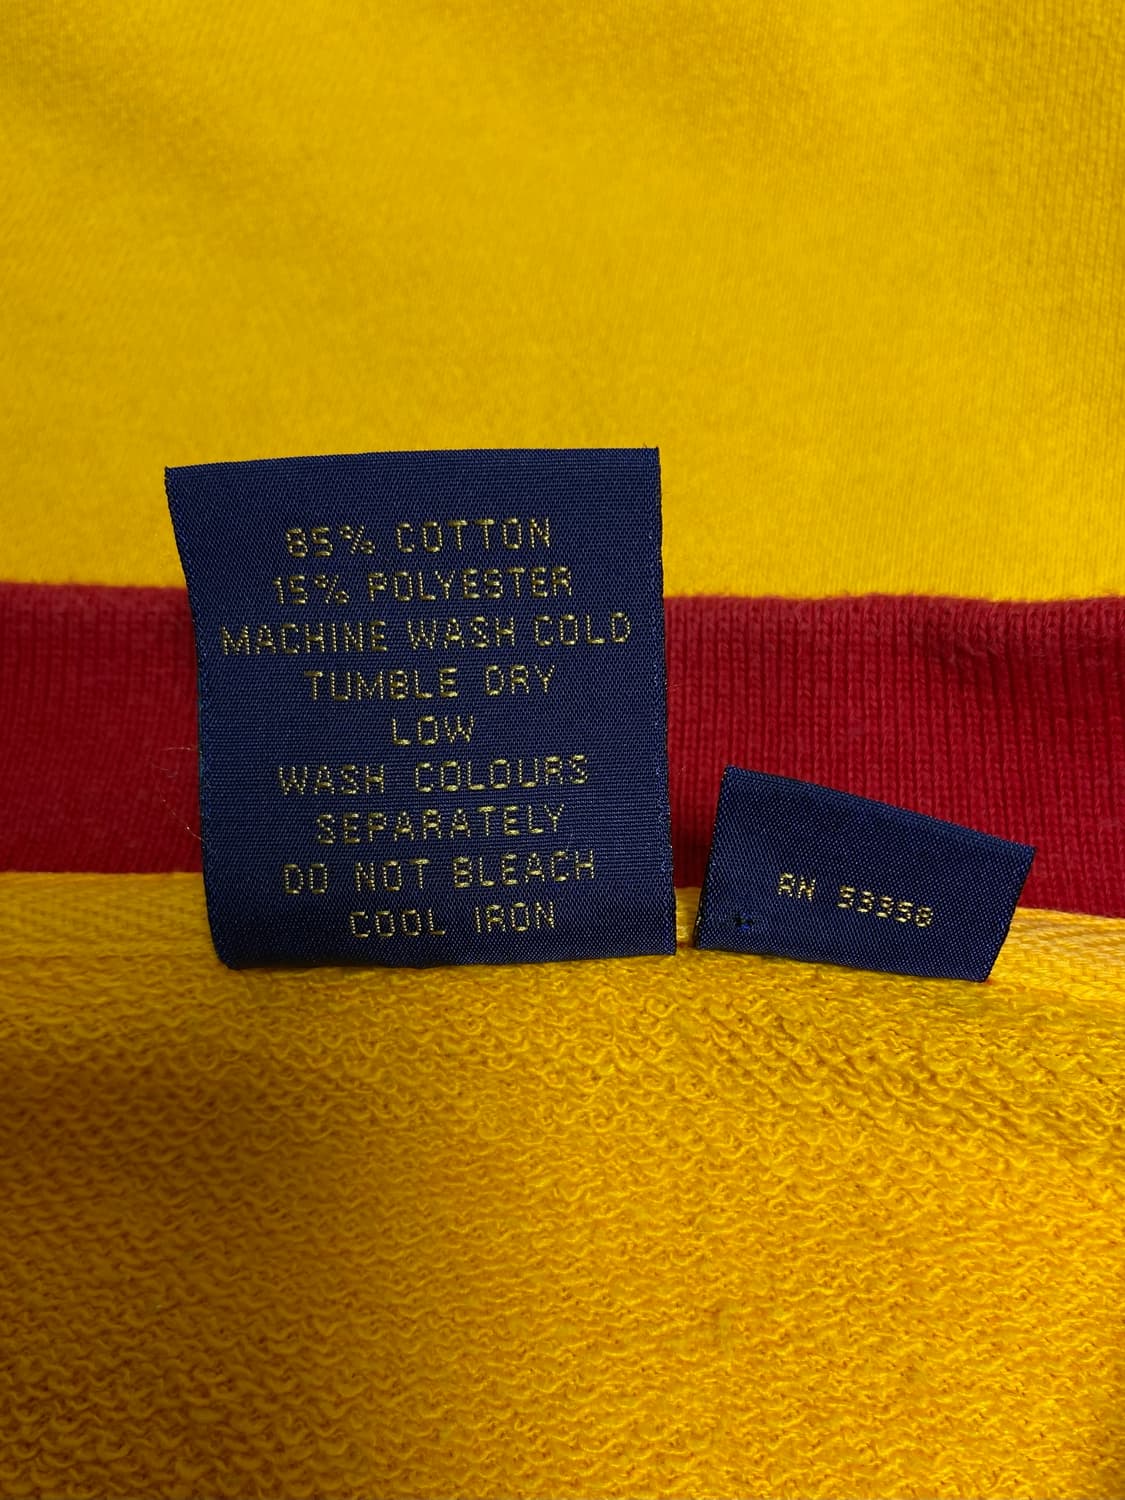 85% COTTON
15% POLYESTER
MACHINE WASH COLD
TUMBLE DRY
LOW
WASH COLOURS
SEPARATELY
DO NOT BLEACH
COOL IRON
RN